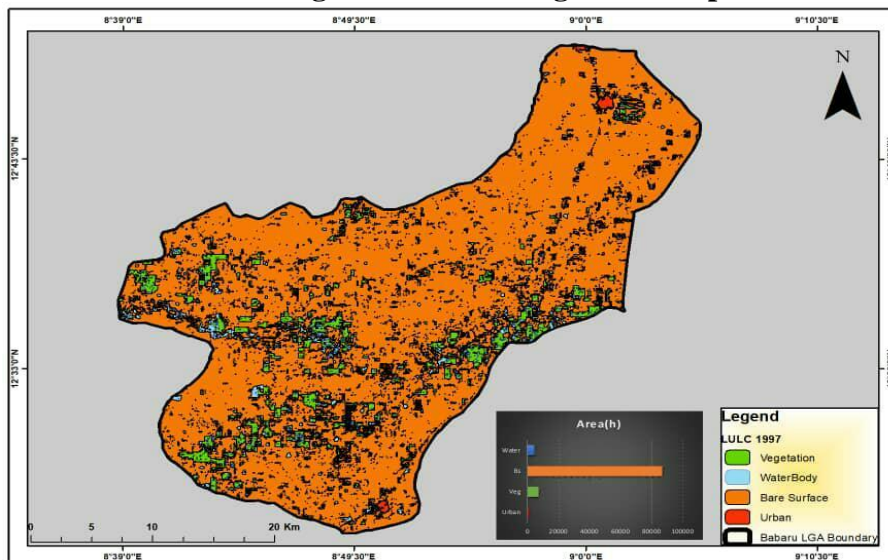 8°39'0"E 8°49'30"E 9°0'0"E 9°10'30"E
N
12°43'30"N
12°33'0"N
Area(h)
Water
Bs
Veg
Urban
0 20000 40000 60000 80000 100000
Legend
LULC 1997
Vegetation
WaterBody
Bare Surface
Urban
Babaru LGA Boundary
0 5 10 20 Km
8°39'0"E 8°49'30"E 9°0'0"E 9°10'30"E